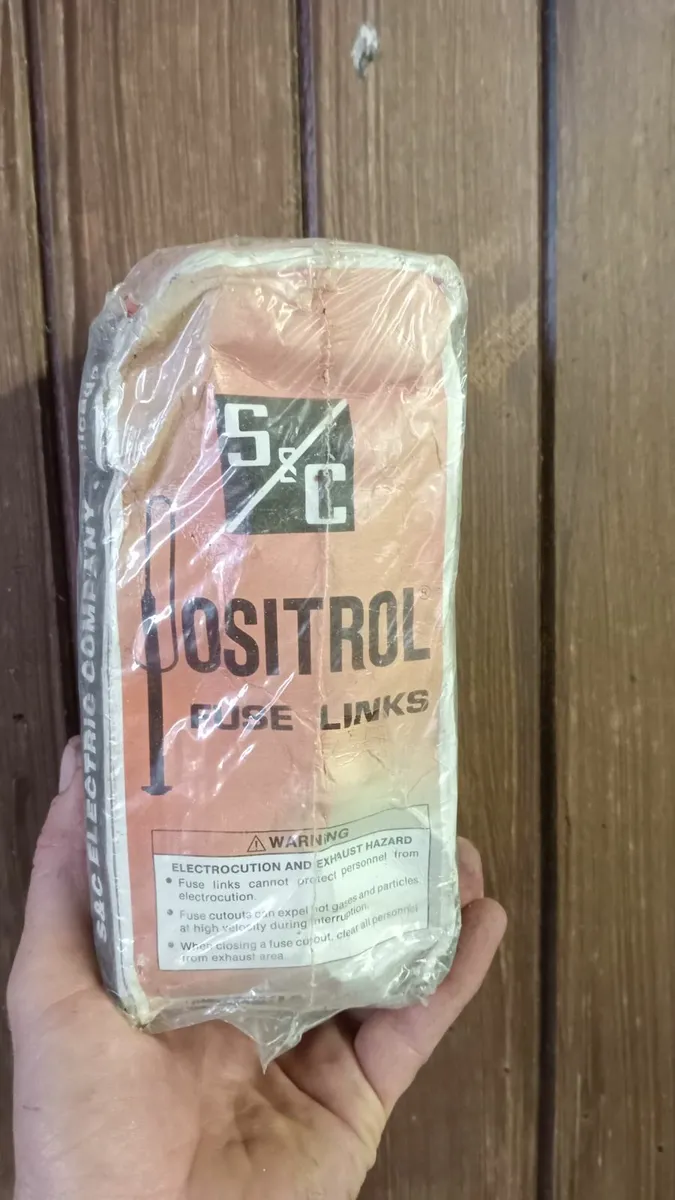 S&C
POSITROL®
FUSE LINKS
⚠ WARNING
ELECTROCUTION AND EXHAUST HAZARD
• Fuse links cannot protect personnel from
electrocution.
• Fuse cutouts can expel hot gases and particles
at high velocity during interruption.
• When closing a fuse cutout, clear all personnel
from exhaust area.
S&C ELECTRIC COMPANY